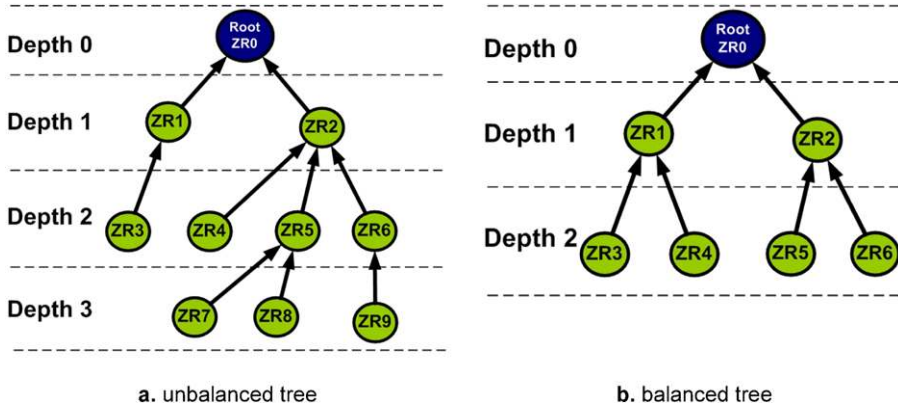 Depth 0
Root
ZR0
Depth 1
ZR1
ZR2
Depth 2
ZR3
ZR4
ZR5
ZR6
Depth 3
ZR7
ZR8
ZR9
a. unbalanced tree
Depth 0
Root
ZR0
Depth 1
ZR1
ZR2
Depth 2
ZR3
ZR4
ZR5
ZR6
b. balanced tree